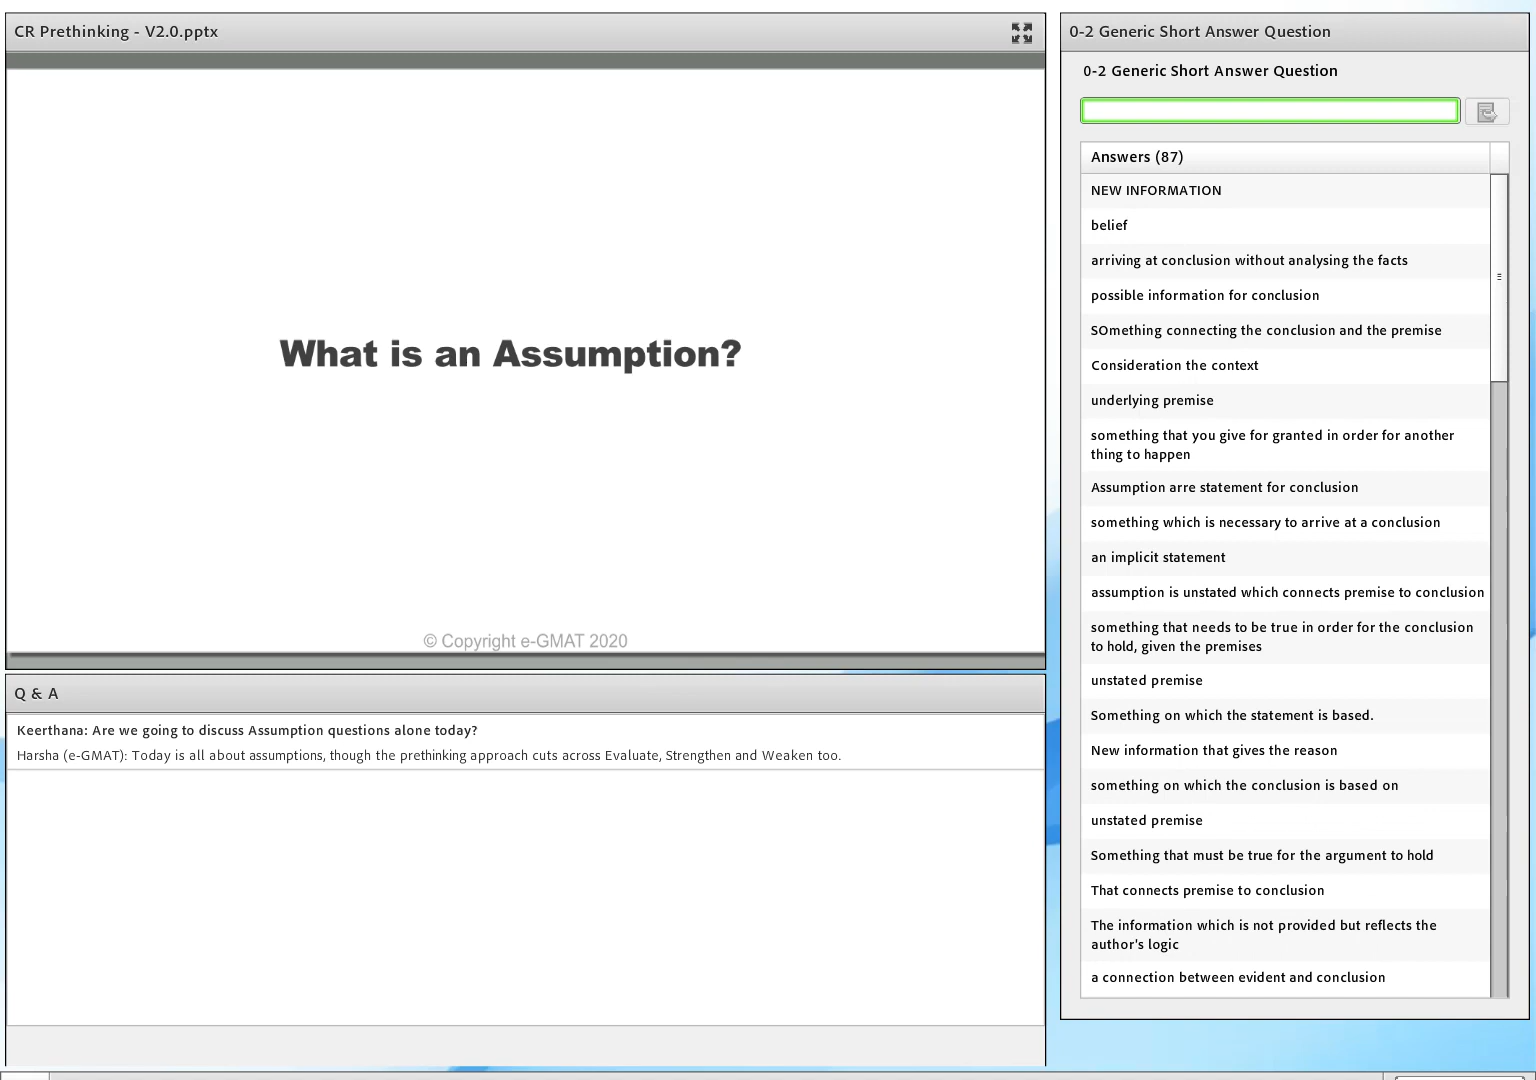 CR Prethinking - V2.0.pptx
What is an Assumption?
© Copyright e-GMAT 2020
Q & A
Keerthana: Are we going to discuss Assumption questions alone today?
Harsha (e-GMAT): Today is all about assumptions, though the prethinking approach cuts across Evaluate, Strengthen and Weaken too.
0-2 Generic Short Answer Question
0-2 Generic Short Answer Question
Answers (87)
NEW INFORMATION
belief
arriving at conclusion without analysing the facts
possible information for conclusion
SOmething connecting the conclusion and the premise
Consideration the context
underlying premise
something that you give for granted in order for another
thing to happen
Assumption arre statement for conclusion
something which is necessary to arrive at a conclusion
an implicit statement
assumption is unstated which connects premise to conclusion
something that needs to be true in order for the conclusion
to hold, given the premises
unstated premise
Something on which the statement is based.
New information that gives the reason
something on which the conclusion is based on
unstated premise
Something that must be true for the argument to hold
That connects premise to conclusion
The information which is not provided but reflects the
author's logic
a connection between evident and conclusion